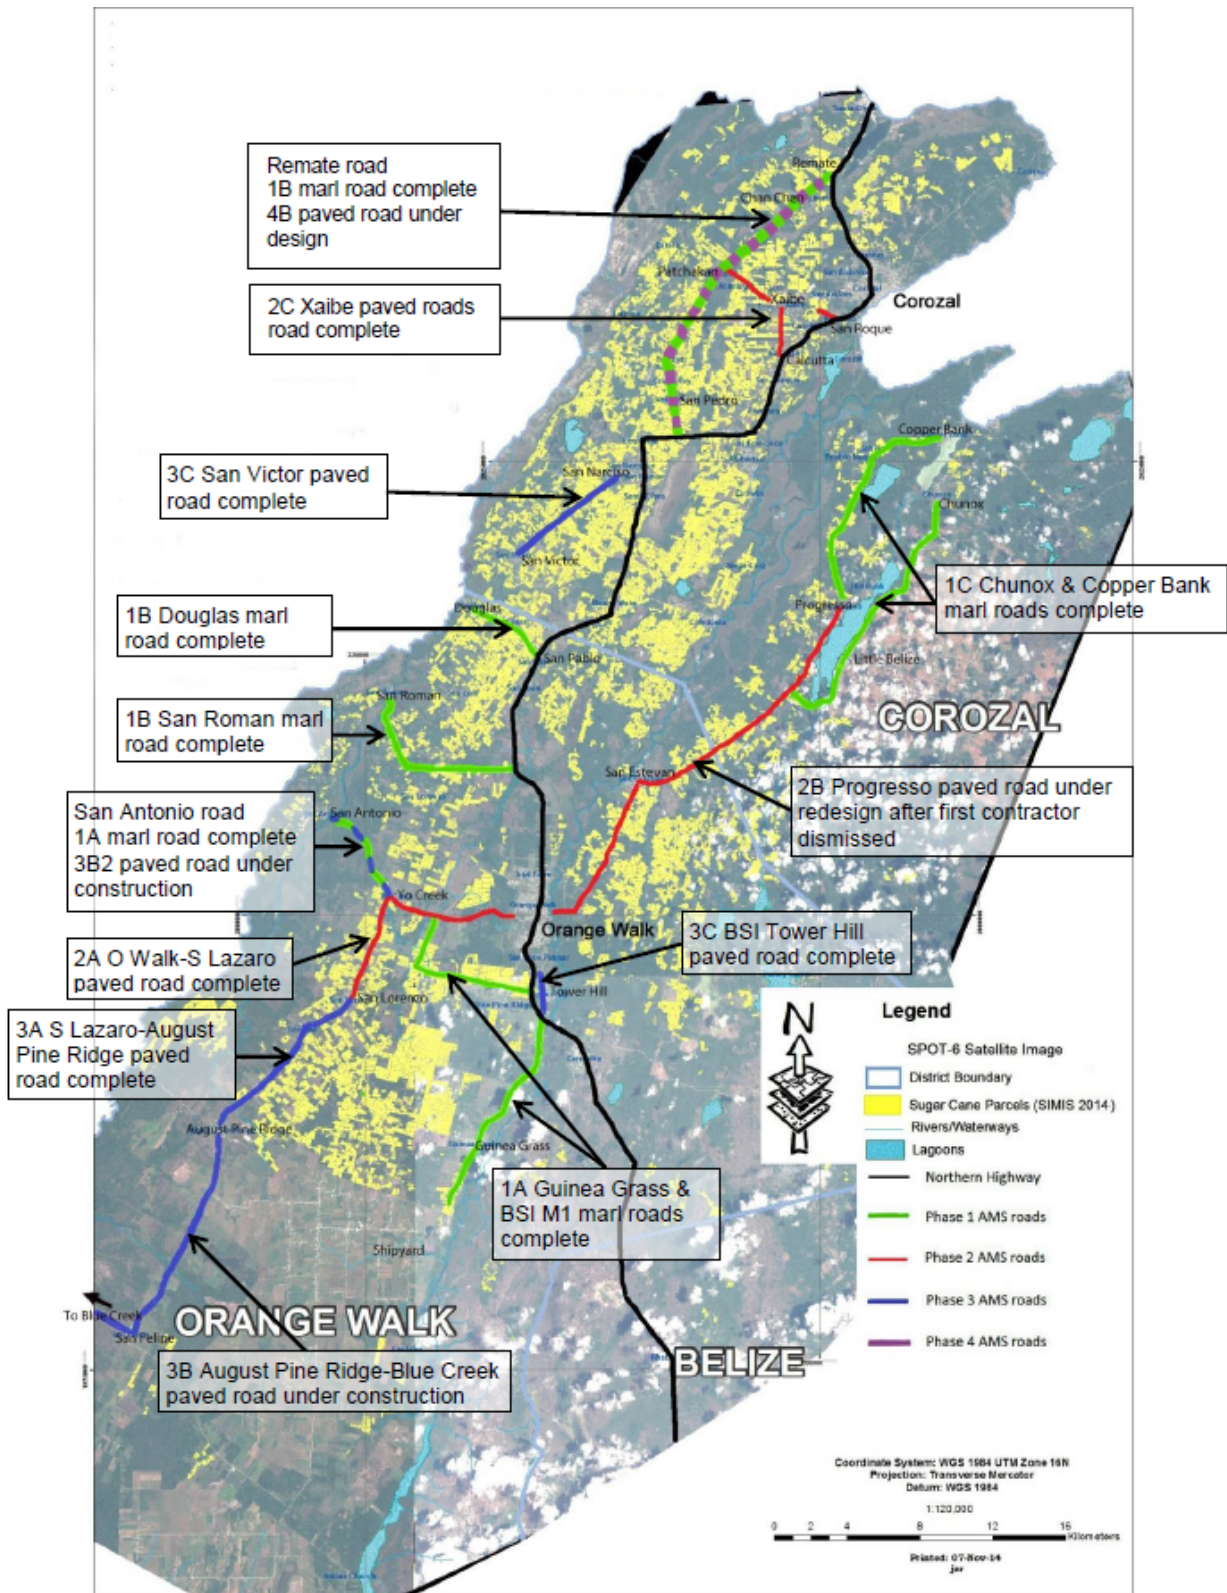 Remate road
1B marl road complete
4B paved road under
design
Remate
Chan Chen
Patchakan
Xaibe
Corozal
2C Xaibe paved roads
road complete
San Roque
Calcutta
San Pedro
Copper Bank
3C San Victor paved
road complete
San Narciso
Chunox
San Victor
1C Chunox & Copper Bank
marl roads complete
1B Douglas marl
road complete
Douglas
Progresso
San Pablo
Little Belize
San Roman
1B San Roman marl
road complete
COROZAL
San Estevan
2B Progresso paved road under
redesign after first contractor
dismissed
San Antonio road
1A marl road complete
3B2 paved road under
construction
San Antonio
Yo Creek
Orange Walk
Orange Walk
3C BSI Tower Hill
paved road complete
2A O Walk-S Lazaro
paved road complete
San Lorenzo
Tower Hill
3A S Lazaro-August
Pine Ridge paved
road complete
August Pine Ridge
Guinea Grass
1A Guinea Grass &
BSI M1 marl roads
complete
Shipyard
To Blue Creek
San Felipe
ORANGE WALK
BELIZE
3B August Pine Ridge-Blue Creek
paved road under construction
N
Legend
SPOT-6 Satellite Image
District Boundary
Sugar Cane Parcels (SIMIS 2014)
Rivers/Waterways
Lagoons
Northern Highway
Phase 1 AMS roads
Phase 2 AMS roads
Phase 3 AMS roads
Phase 4 AMS roads
Coordinate System: WGS 1984 UTM Zone 16N
Projection: Transverse Mercator
Datum: WGS 1984
1:120,000
0 2 4 8 12 16
Kilometers
Printed: 07-Nov-14
jer